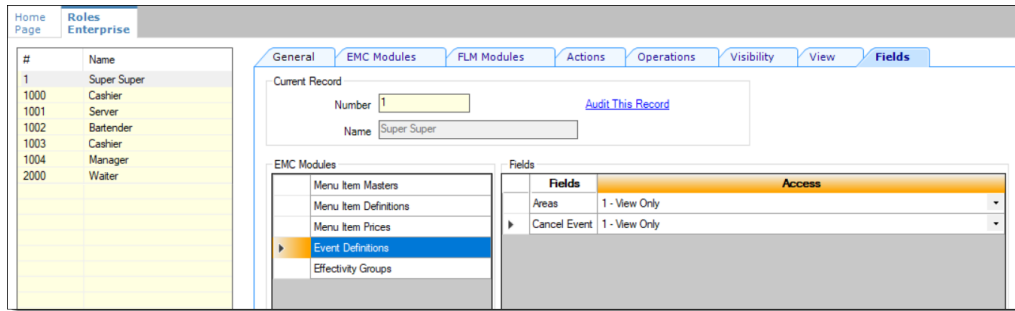 Home Page
Roles Enterprise
# Name
1 Super Super
1000 Cashier
1001 Server
1002 Bartender
1003 Cashier
1004 Manager
2000 Waiter
General EMC Modules FLM Modules Actions Operations Visibility View Fields
Current Record
Number 1 Audit This Record
Name Super Super
EMC Modules
Menu Item Masters
Menu Item Definitions
Menu Item Prices
Event Definitions
Effectivity Groups
Fields
Fields Access
Areas 1 - View Only
Cancel Event 1 - View Only